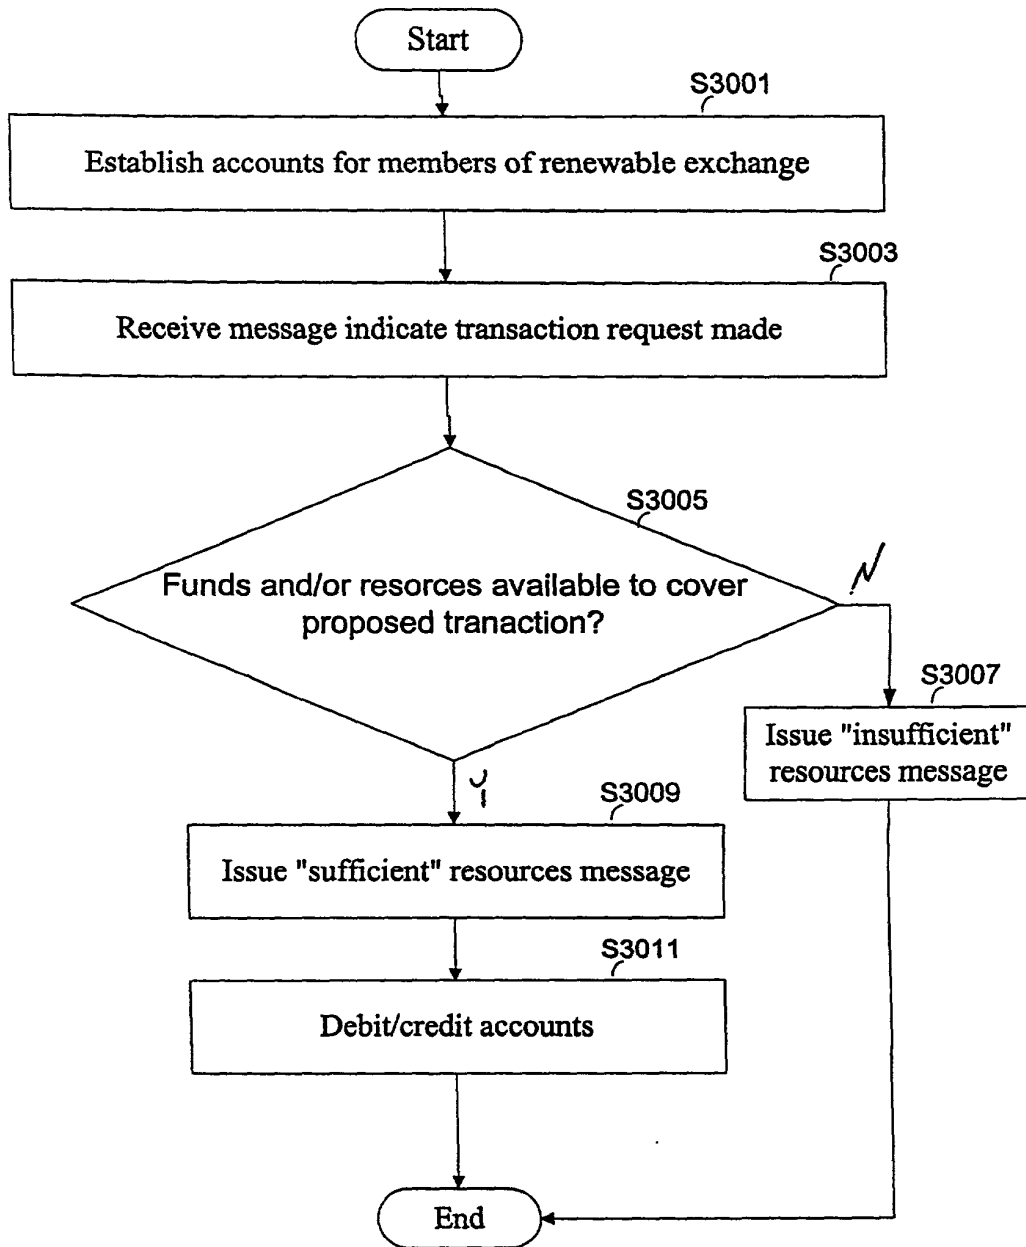 Start
S3001
Establish accounts for members of renewable exchange
S3003
Receive message indicate transaction request made
S3005
Funds and/or resorces available to cover
proposed tranaction?
N
S3007
Issue "insufficient"
resources message
Y
S3009
Issue "sufficient" resources message
S3011
Debit/credit accounts
End